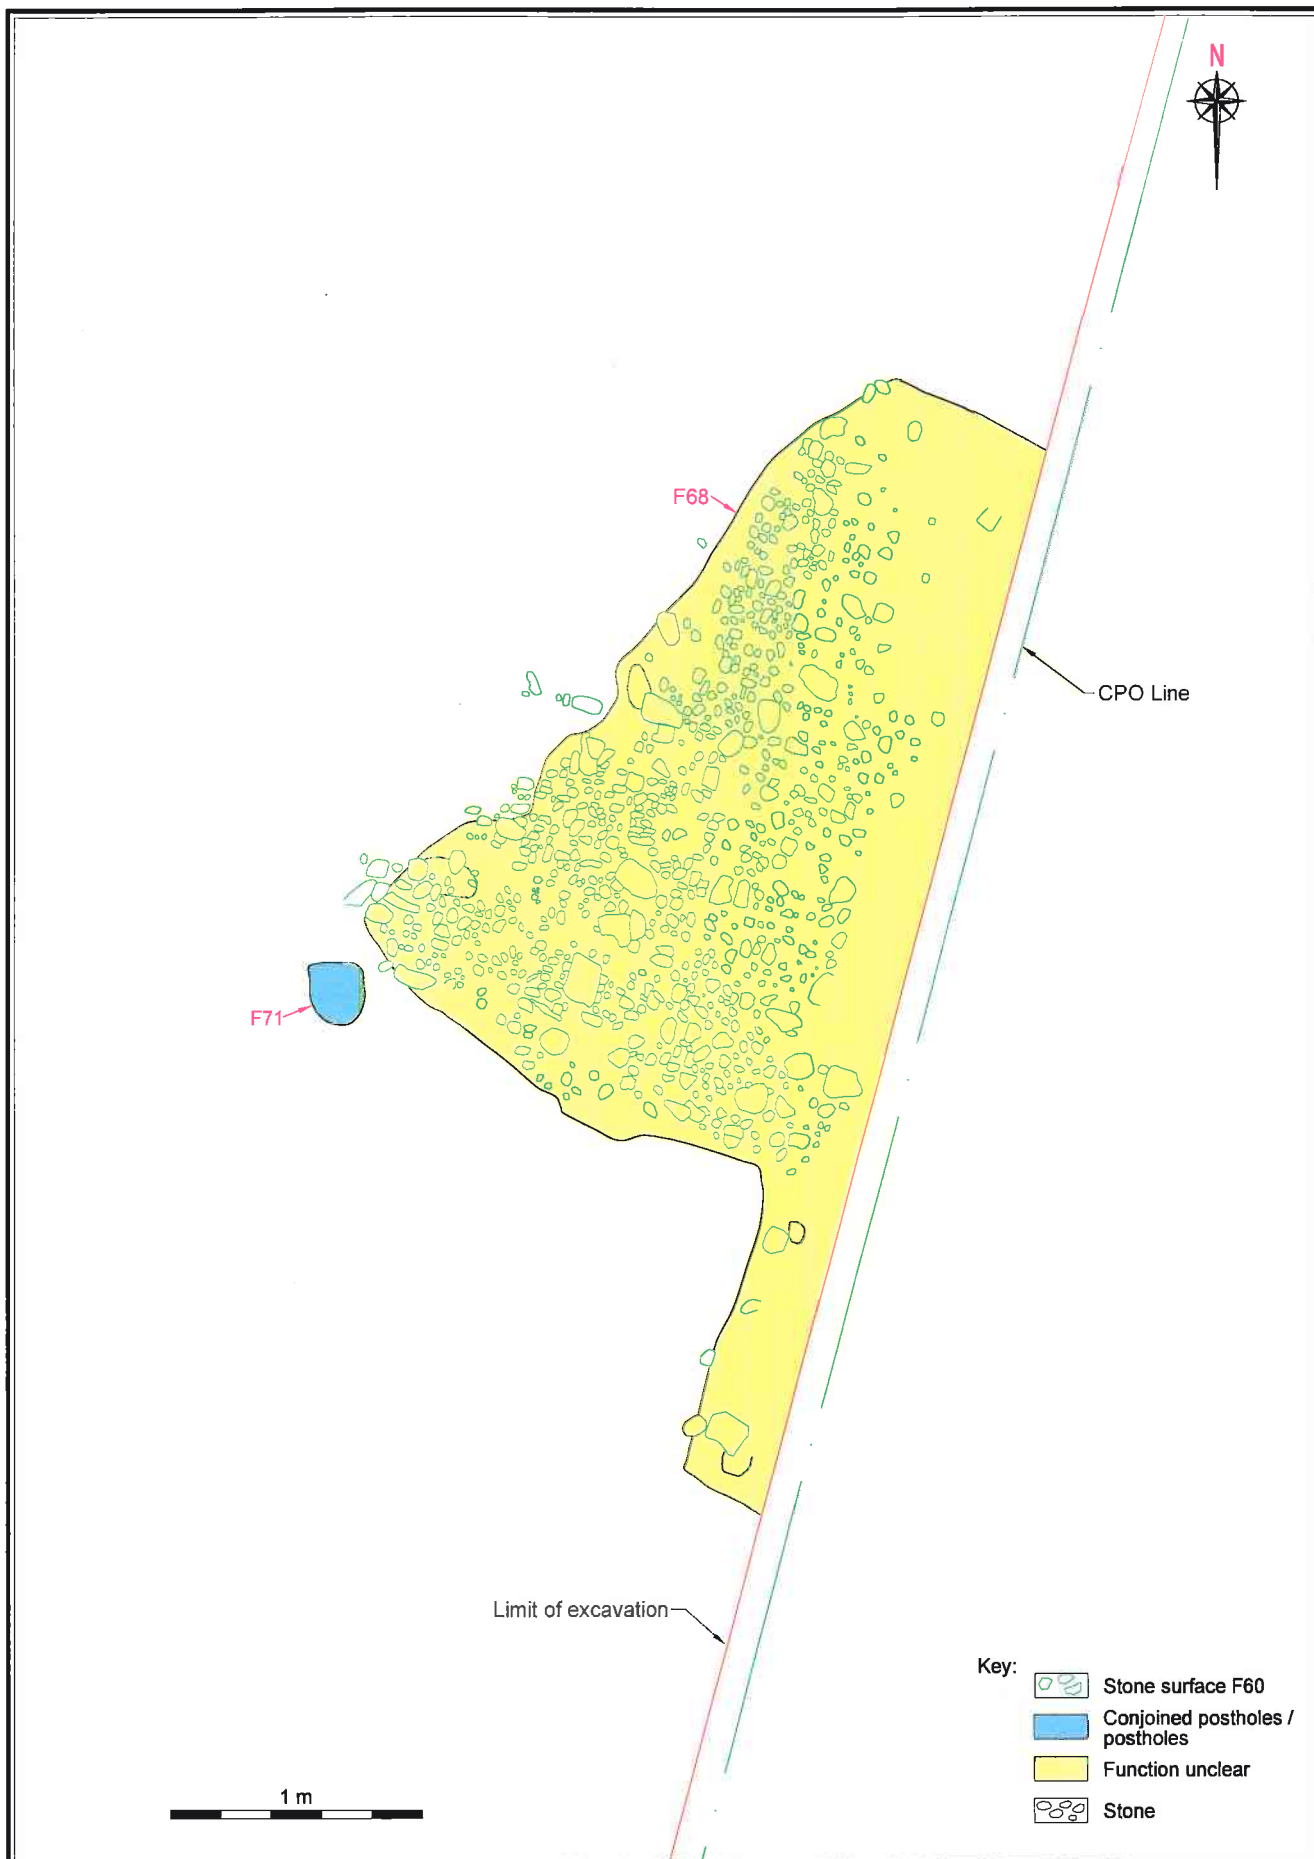 N
F68
CPO Line
F71
Limit of excavation
Key:
Stone surface F60
Conjoined postholes /
postholes
Function unclear
Stone
1 m